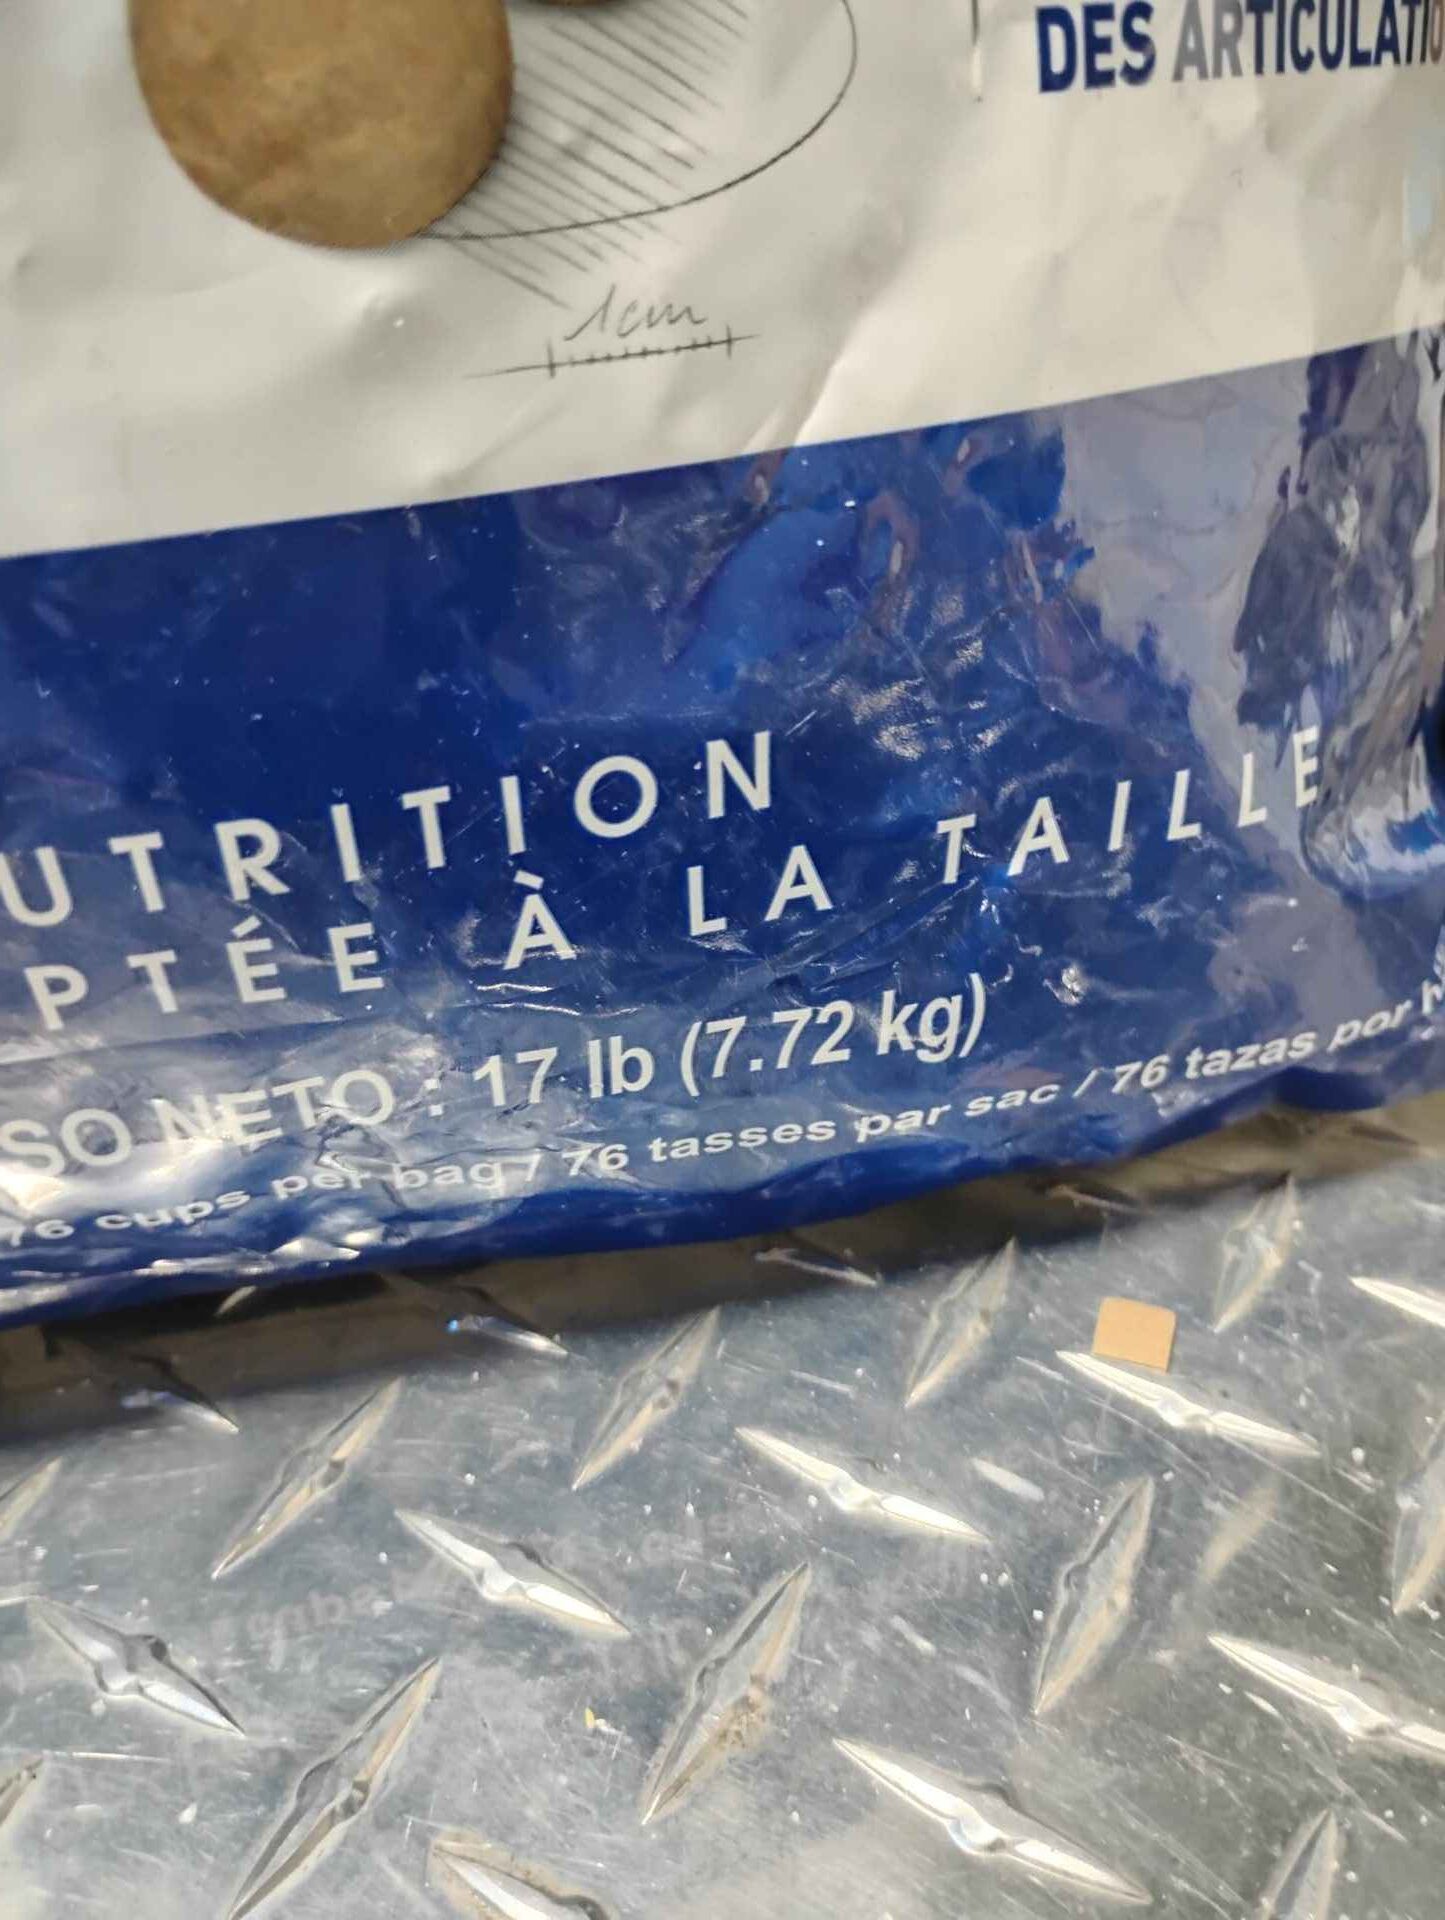 DES ARTICULATIO
1cm
UTRITION
PTÉE À LA TAILLE
SO NETO : 17 lb (7.72 kg)
76 cups per bag / 76 tasses par sac / 76 tazas por